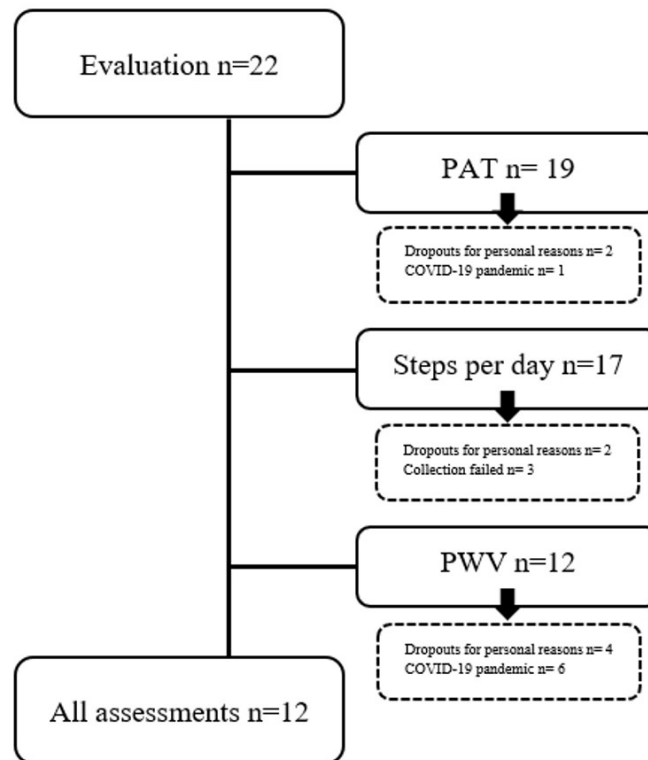 Evaluation n=22
PAT n= 19
Dropouts for personal reasons n= 2
COVID-19 pandemic n= 1
Steps per day n=17
Dropouts for personal reasons n= 2
Collection failed n= 3
PWV n=12
Dropouts for personal reasons n= 4
COVID-19 pandemic n= 6
All assessments n=12